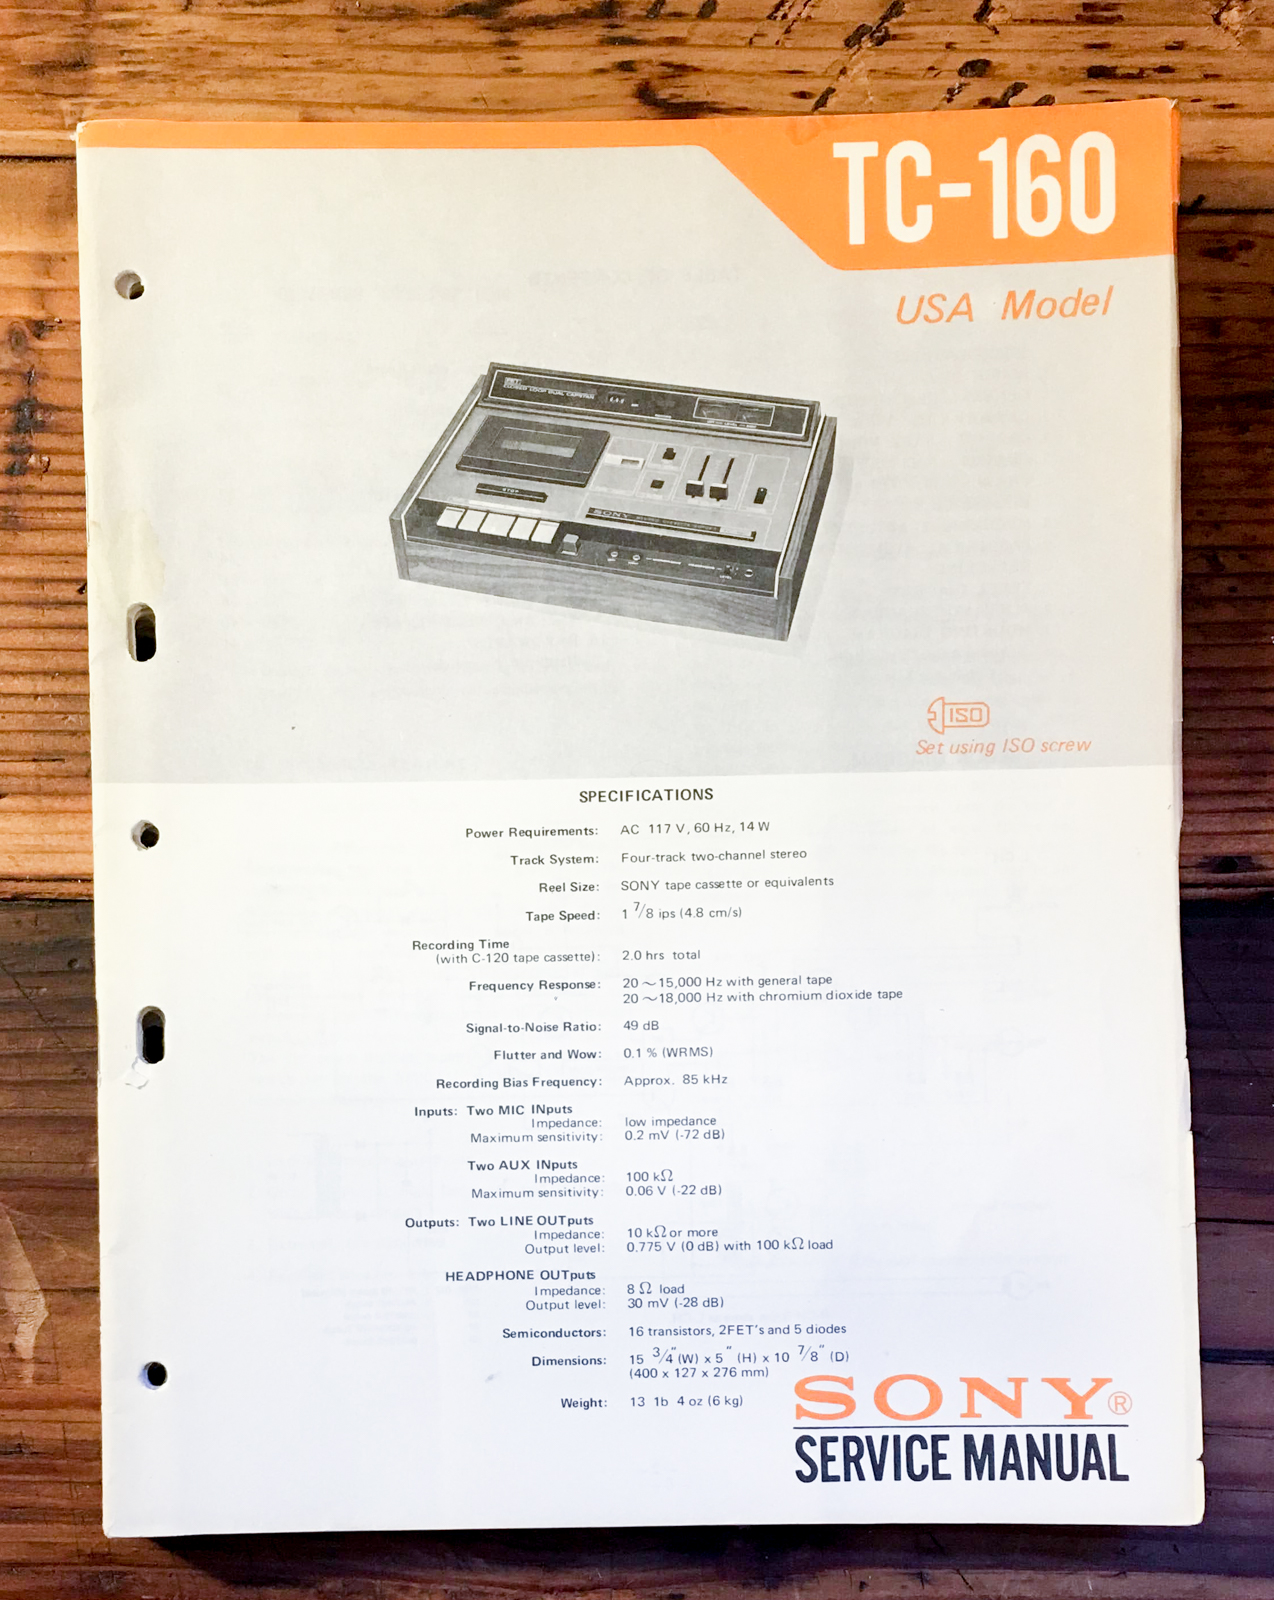 TC-160
USA Model
CLOSED LOOP DUAL CAPSTAN
STOP
SONY
ISO
Set using ISO screw
SPECIFICATIONS
Power Requirements: AC 117 V, 60 Hz, 14 W
Track System: Four-track two-channel stereo
Reel Size: SONY tape cassette or equivalents
Tape Speed: 1 7/8 ips (4.8 cm/s)
Recording Time
(with C-120 tape cassette): 2.0 hrs total
Frequency Response: 20 ~ 15,000 Hz with general tape
20 ~ 18,000 Hz with chromium dioxide tape
Signal-to-Noise Ratio: 49 dB
Flutter and Wow: 0.1 % (WRMS)
Recording Bias Frequency: Approx. 85 kHz
Inputs: Two MIC INputs
Impedance: low impedance
Maximum sensitivity: 0.2 mV (-72 dB)
Two AUX INputs
Impedance: 100 kΩ
Maximum sensitivity: 0.06 V (-22 dB)
Outputs: Two LINE OUTputs
Impedance: 10 kΩ or more
Output level: 0.775 V (0 dB) with 100 kΩ load
HEADPHONE OUTputs
Impedance: 8 Ω load
Output level: 30 mV (-28 dB)
Semiconductors: 16 transistors, 2FET's and 5 diodes
Dimensions: 15 3/4" (W) x 5" (H) x 10 7/8" (D)
(400 x 127 x 276 mm)
Weight: 13 1b 4 oz (6 kg)
SONY®
SERVICE MANUAL